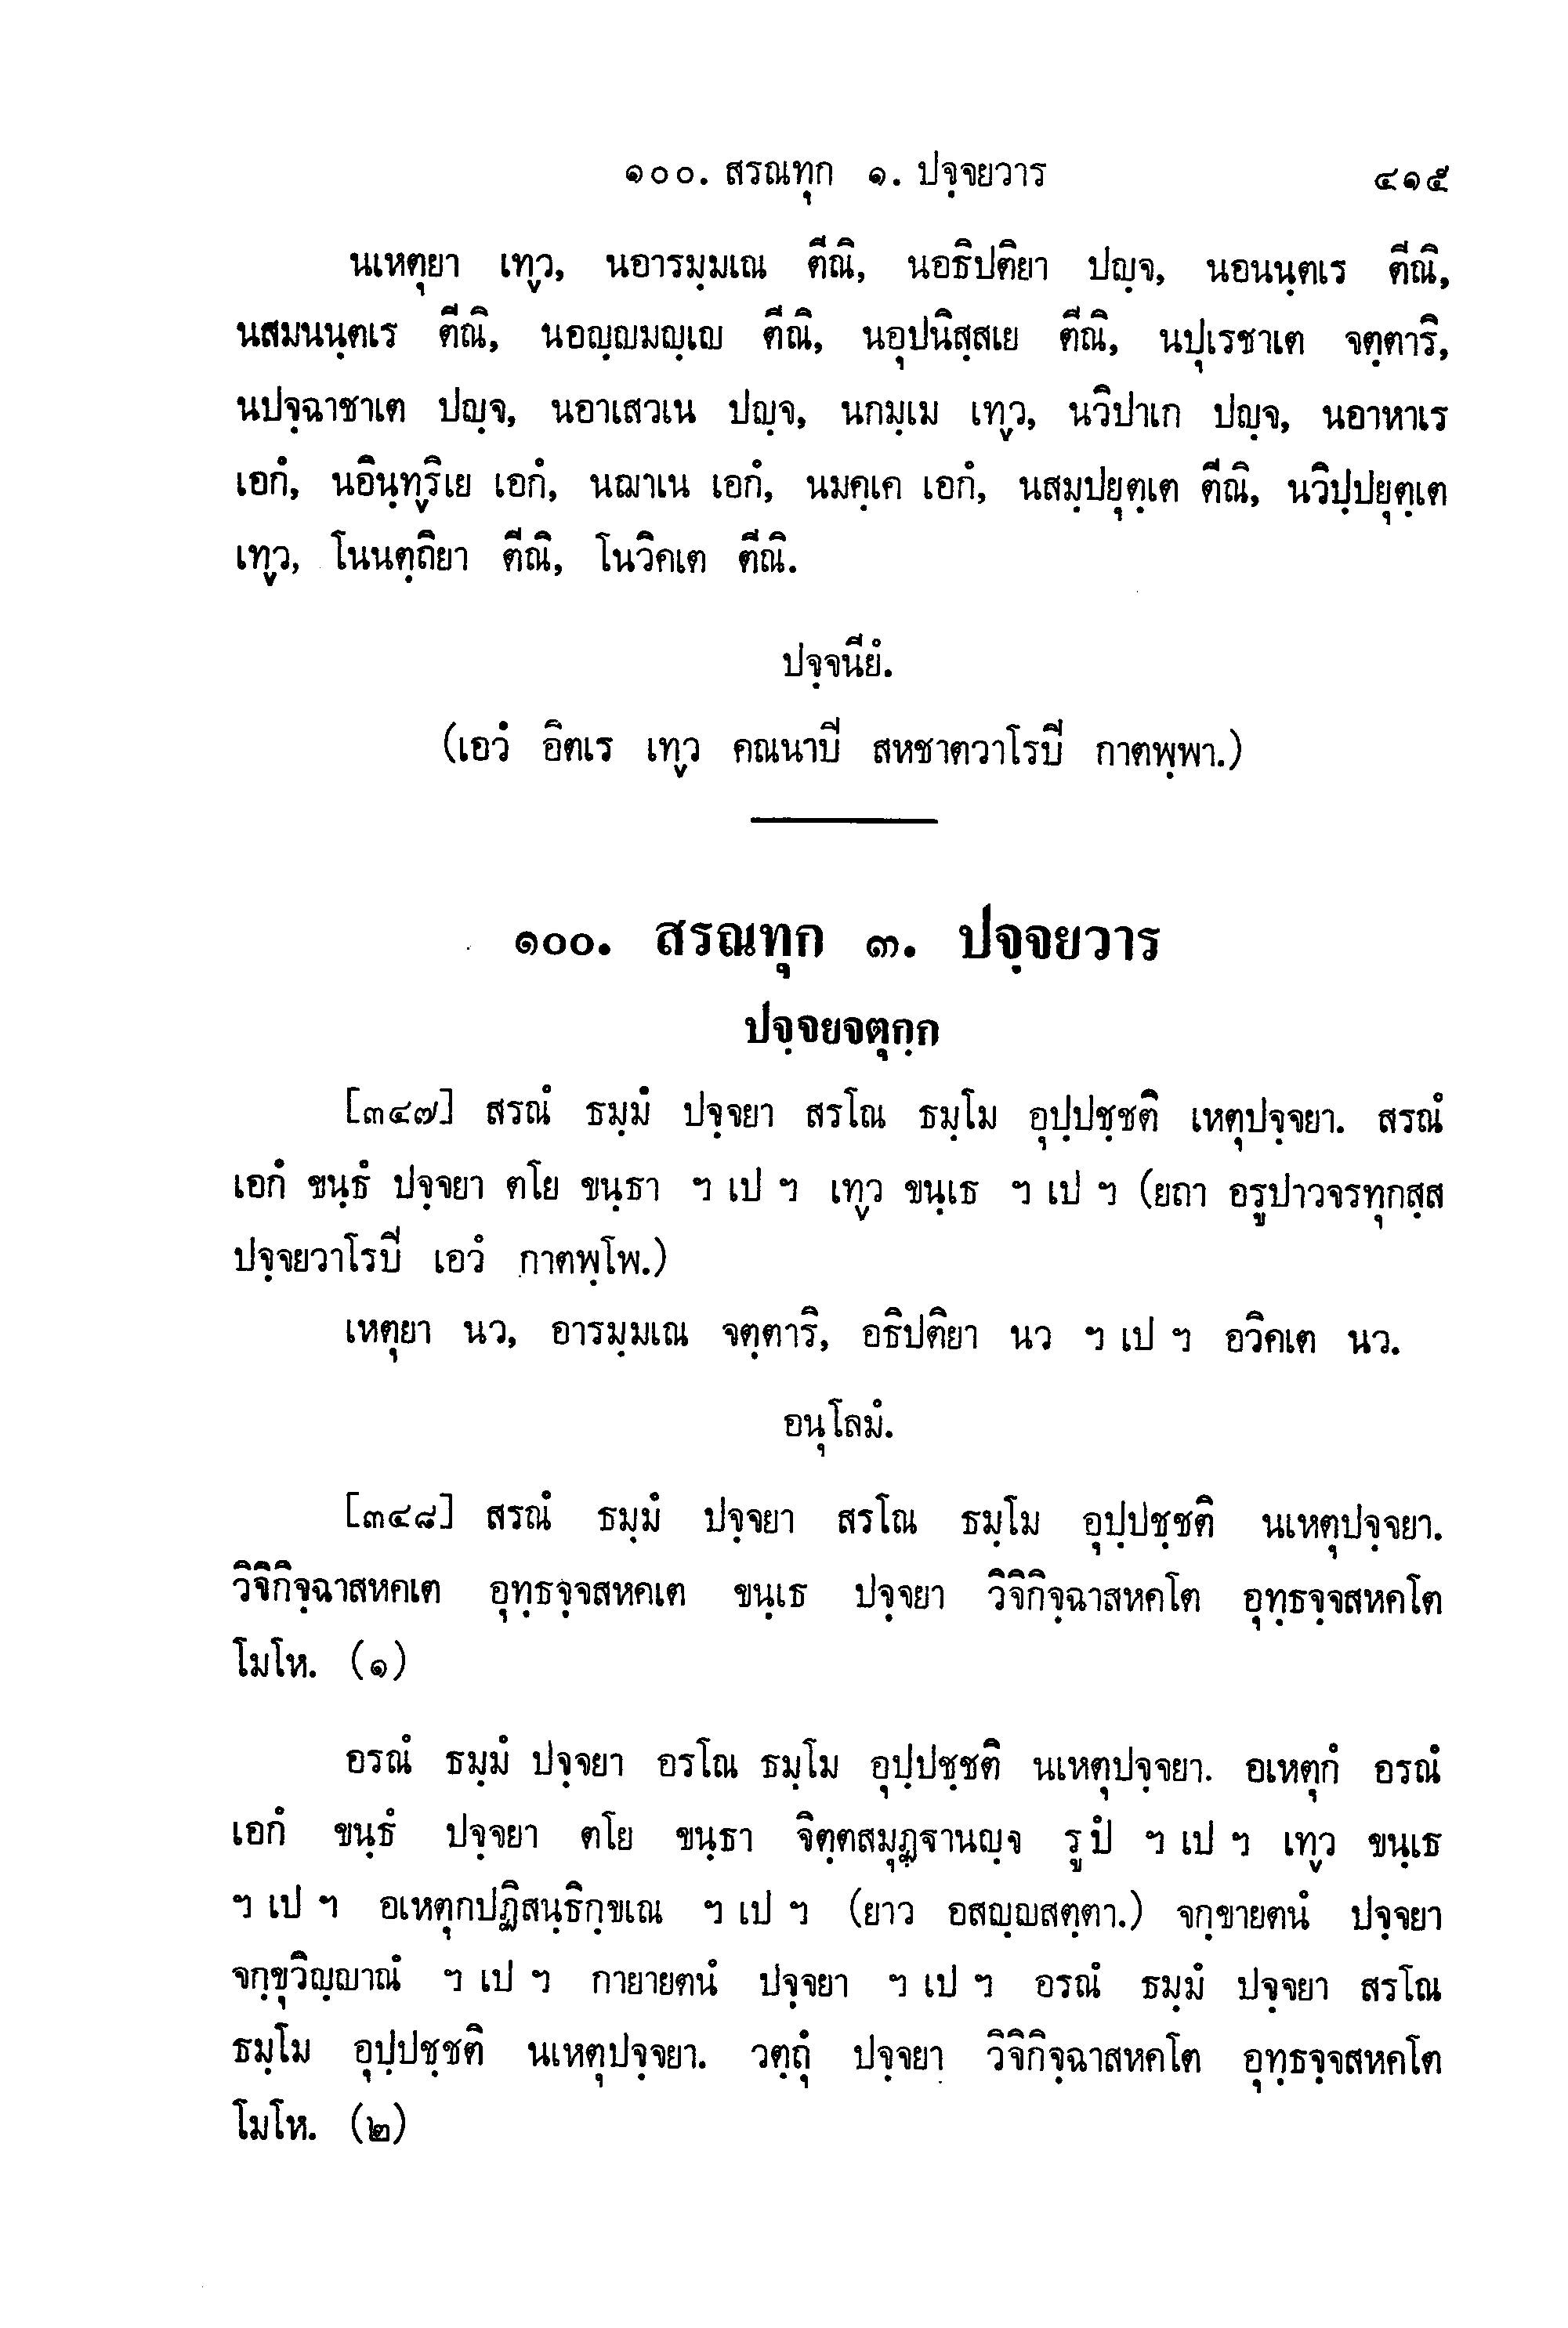 ๑๐๐. สรณทุก ๑. ปจฺจยวาร ๔๑๕
นเหตุยา เทฺว, นอารมฺมเณ ตีณิ, นอธิปติยา ปญฺจ, นอนนฺตเร ตีณิ,
นสมนนฺตเร ตีณิ, นอญฺญมญฺเญ ตีณิ, นอุปนิสฺสเย ตีณิ, นปุเรชาเต จตฺตาริ,
นปจฺฉาชาเต ปญฺจ, นอาเสวเน ปญฺจ, นกมฺเม เทฺว, นวิปาเก ปญฺจ, นอาหาเร
เอกํ, นอินฺทฺริเย เอกํ, นฌาเน เอกํ, นมคฺเค เอกํ, นสมฺปยุตฺเต ตีณิ, นวิปฺปยุตฺเต
เทฺว, โนนตฺถิยา ตีณิ, โนวิคเต ตีณิ.
ปจฺจนียํ.
(เอวํ อิตเร เทฺว คณนาปิ สหชาตวาโรปิ กาตพฺพา.)
๑๐๐. สรณทุก ๓. ปจฺจยวาร
ปจฺจยจตุกฺก
[๓๔๗] สรณํ ธมฺมํ ปจฺจยา สรโณ ธมฺโม อุปฺปชฺชติ เหตุปจฺจยา. สรณํ
เอกํ ขนฺธํ ปจฺจยา ตโย ขนฺธา ฯ เป ฯ เทฺว ขนฺเธ ฯ เป ฯ (ยถา อรูปาวจรทุกสฺส
ปจฺจยวาโรปิ เอวํ กาตพฺโพ.)
เหตุยา นว, อารมฺมเณ จตฺตาริ, อธิปติยา นว ฯ เป ฯ อวิคเต นว.
อนุโลมํ.
[๓๔๘] สรณํ ธมฺมํ ปจฺจยา สรโณ ธมฺโม อุปฺปชฺชติ นเหตุปจฺจยา.
วิจิกิจฺฉาสหคเต อุทฺธจฺจสหคเต ขนฺเธ ปจฺจยา วิจิกิจฺฉาสหคโต อุทฺธจฺจสหคโต
โมโห. (๑)
อรณํ ธมฺมํ ปจฺจยา อรโณ ธมฺโม อุปฺปชฺชติ นเหตุปจฺจยา. อเหตุกํ อรณํ
เอกํ ขนฺธํ ปจฺจยา ตโย ขนฺธา จิตฺตสมุฏฺฐานญฺจ รูปํ ฯ เป ฯ เทฺว ขนฺเธ
ฯ เป ฯ อเหตุกปฏิสนฺธิกฺขเณ ฯ เป ฯ (ยาว อสญฺญสตฺตา.) จกฺขายตนํ ปจฺจยา
จกฺขุวิญฺญาณํ ฯ เป ฯ กายายตนํ ปจฺจยา ฯ เป ฯ อรณํ ธมฺมํ ปจฺจยา สรโณ
ธมฺโม อุปฺปชฺชติ นเหตุปจฺจยา. วตฺถุํ ปจฺจยา วิจิกิจฺฉาสหคโต อุทฺธจฺจสหคโต
โมโห. (๒)